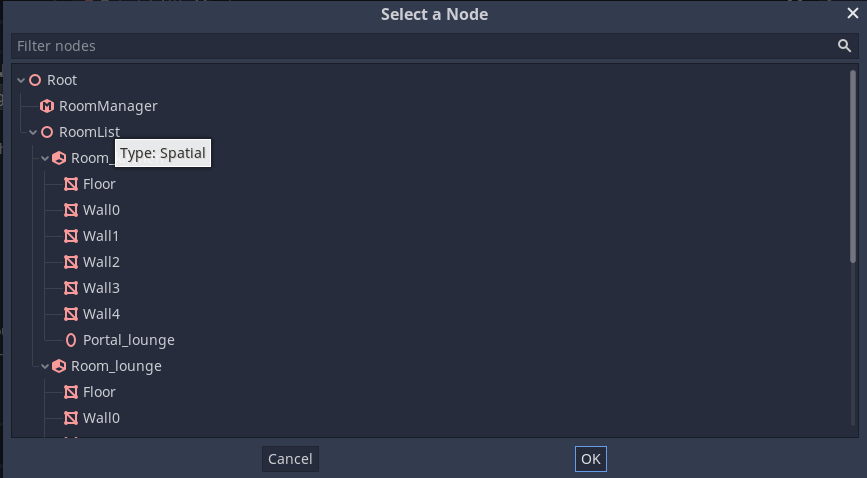 Select a Node
Filter nodes
Root
RoomManager
RoomList
Type: Spatial
Room_
Floor
Wall0
Wall1
Wall2
Wall3
Wall4
Portal_lounge
Room_lounge
Floor
Wall0
Cancel
OK